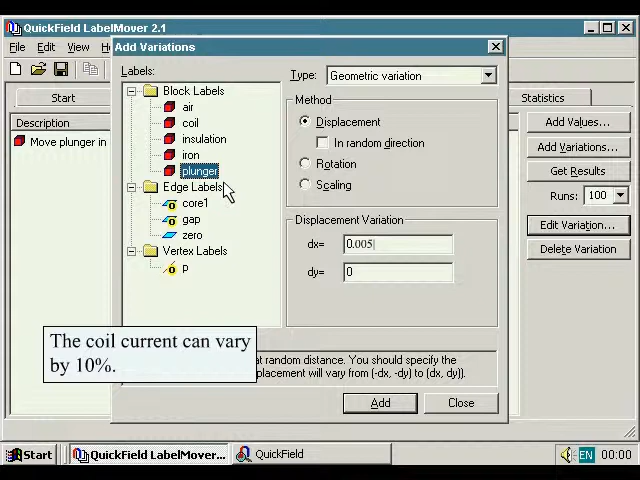 QuickField LabelMover 2.1
File Edit View H
Add Variations
Labels:
Block Labels
air
coil
insulation
iron
plunger
Edge Labels
core1
gap
zero
Vertex Labels
p
Type: Geometric variation
Method
Displacement
In random direction
Rotation
Scaling
Displacement Variation
dx= 0.005
dy= 0
at random distance. You should specify the
placement will vary from (-dx, -dy) to (dx, dy)).
Add Close
Start
Description
Move plunger in
Statistics
Add Values...
Add Variations...
Get Results
Runs: 100
Edit Variation...
Delete Variation
The coil current can vary
by 10%.
Start QuickField LabelMove... QuickField EN 00:00